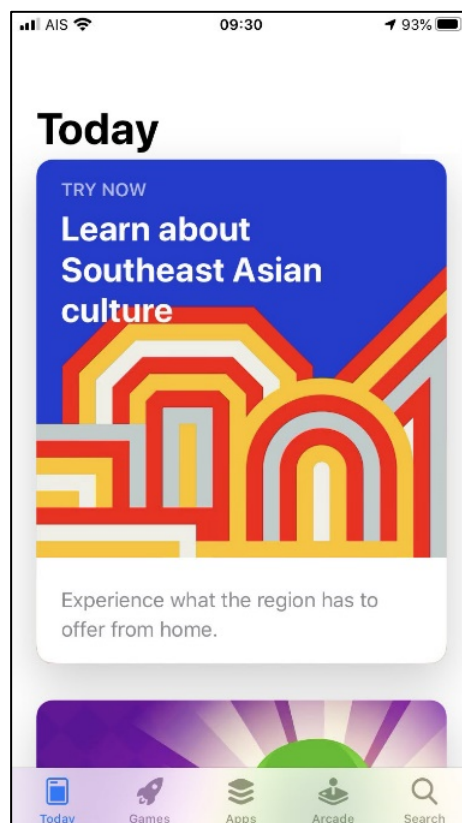 AIS 09:30 93%
Today
TRY NOW
Learn about
Southeast Asian
culture
Experience what the region has to
offer from home.
Today Games Apps Arcade Search